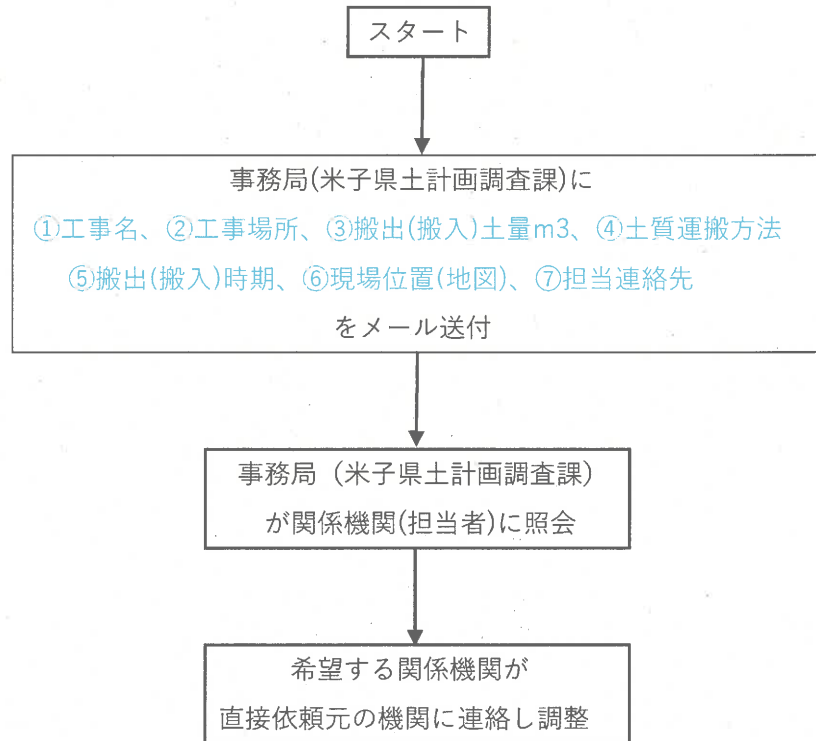 スタート
事務局(米子県土計画調査課)に
①工事名、②工事場所、③搬出(搬入)土量m3、④土質運搬方法
⑤搬出(搬入)時期、⑥現場位置(地図)、⑦担当連絡先
をメール送付
事務局（米子県土計画調査課）
が関係機関(担当者)に照会
希望する関係機関が
直接依頼元の機関に連絡し調整